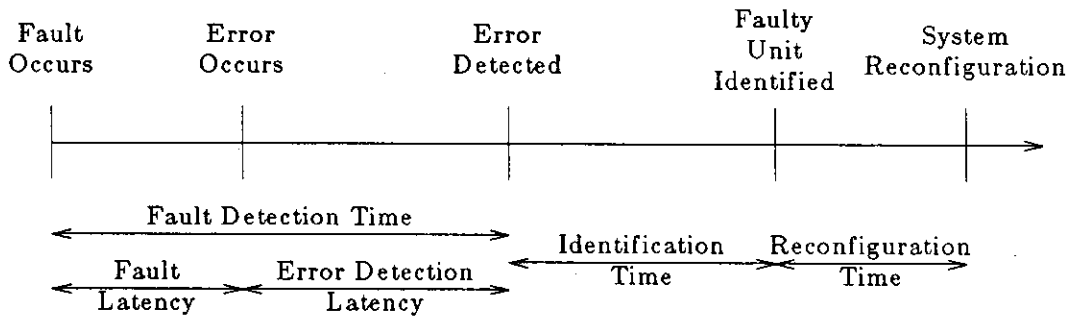 Fault
Occurs
Error
Occurs
Error
Detected
Faulty
Unit
Identified
System
Reconfiguration
Fault Detection Time
Identification
Time
Reconfiguration
Time
Fault
Latency
Error Detection
Latency